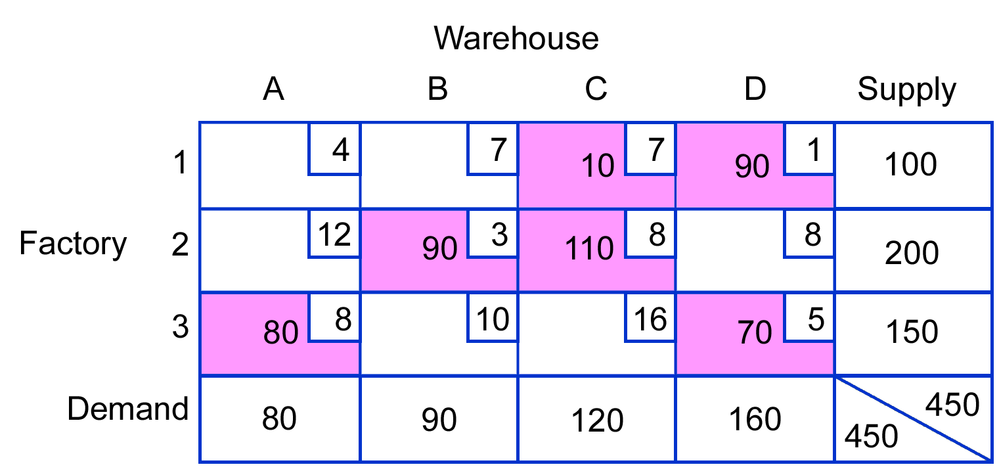 Warehouse
A B C D Supply
1 4 7 10 7 90 1 100
Factory 2 12 90 3 110 8 8 200
3 80 8 10 16 70 5 150
Demand 80 90 120 160 450 450